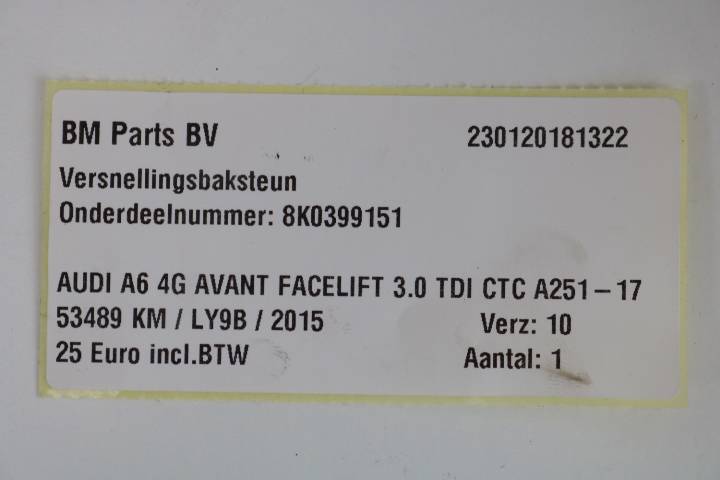 BM Parts BV 230120181322
Versnellingsbaksteun
Onderdeelnummer: 8K0399151
AUDI A6 4G AVANT FACELIFT 3.0 TDI CTC A251-17
53489 KM / LY9B / 2015 Verz: 10
25 Euro incl.BTW Aantal: 1